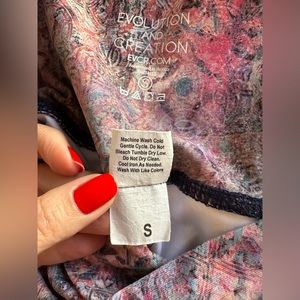 EVOLUTION
AND
CREATION
EVCR.COM
Machine Wash Cold
Gentle Cycle. Do Not
Bleach Tumble Dry Low.
Do Not Dry Clean.
Cool Iron As Needed.
Wash With Like Colors
S